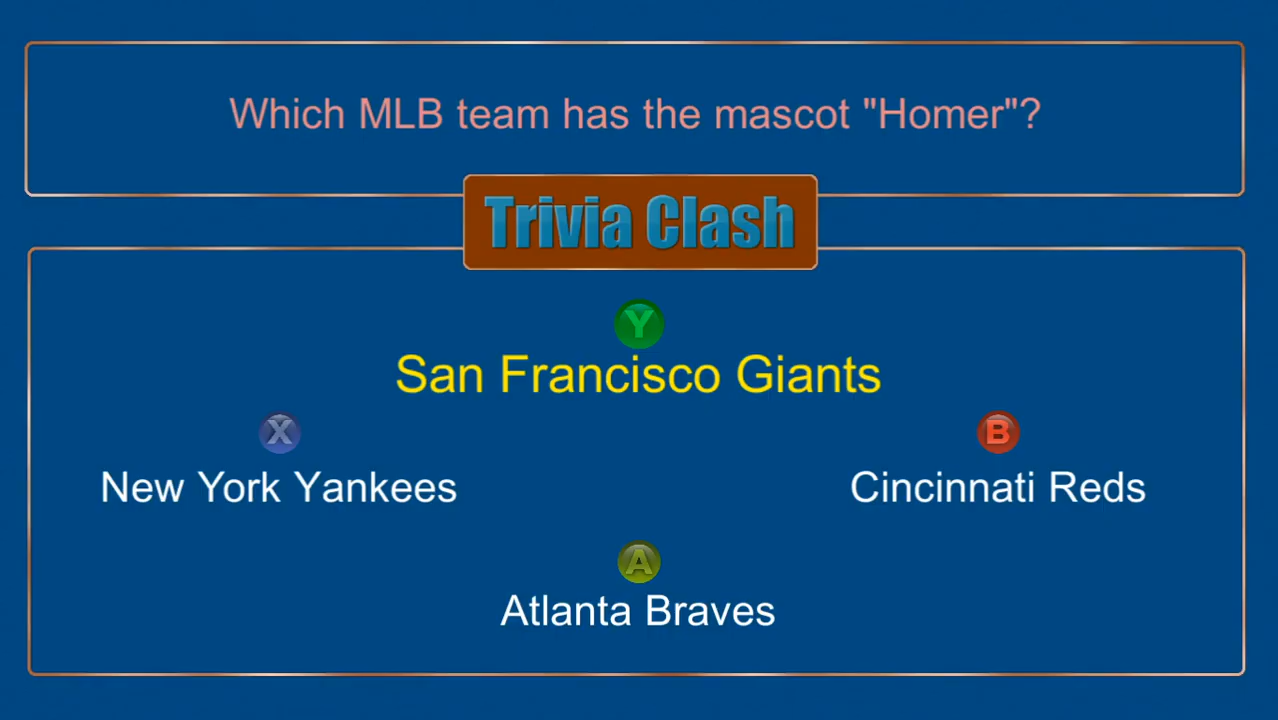 Which MLB team has the mascot "Homer"?
Trivia Clash
Y
San Francisco Giants
X
B
New York Yankees
Cincinnati Reds
A
Atlanta Braves